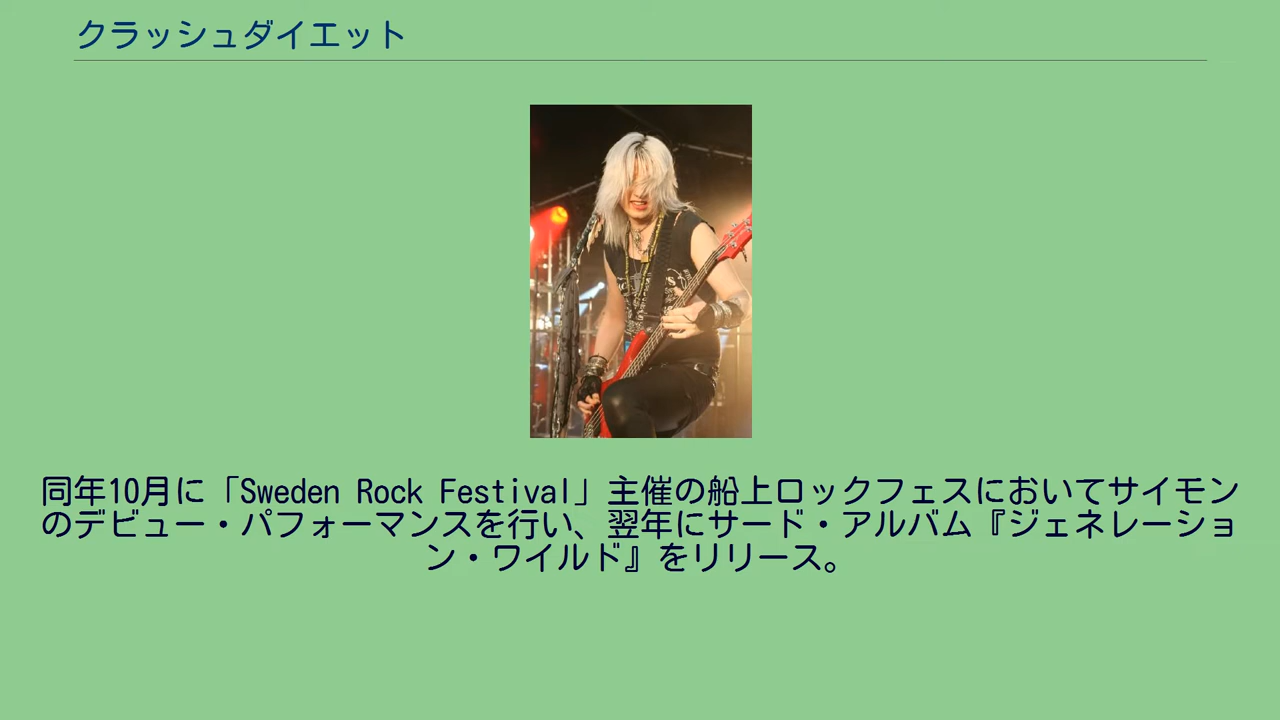 クラッシュダイエット
同年10月に「Sweden Rock Festival」主催の船上ロックフェスにおいてサイモン
のデビュー・パフォーマンスを行い、翌年にサード・アルバム『ジェネレーショ
ン・ワイルド』をリリース。